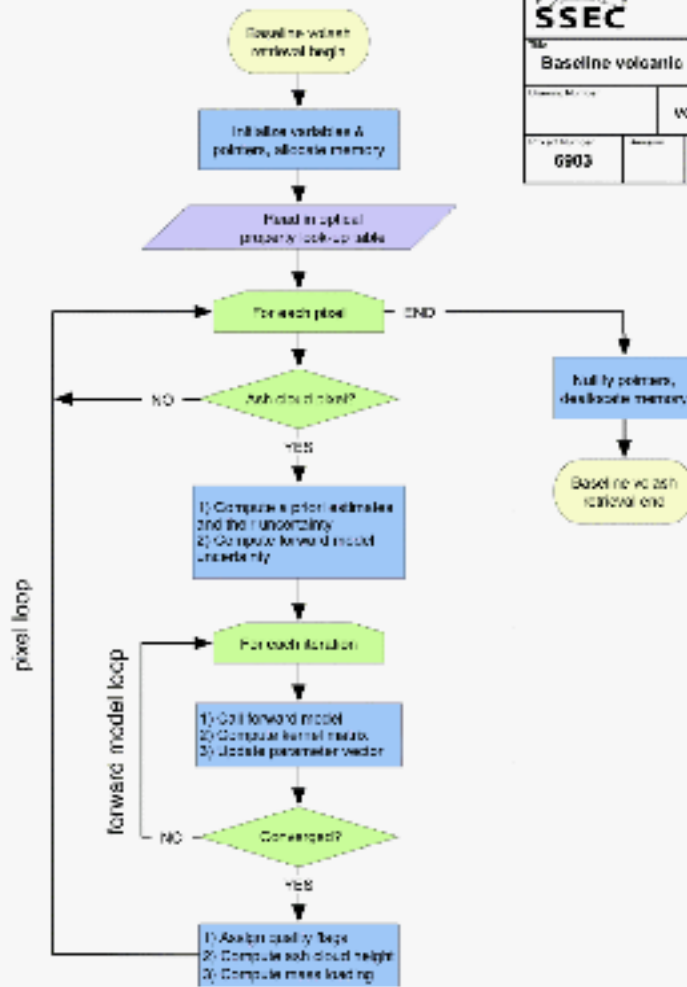 SSEC
Title
Baseline volcanic
6903
Baseline volash
retrieval begin
Initialize variables &
pointers, allocate memory
Read in optical
property look-up table
For each pixel
END
Ash cloud pixel?
NO
YES
Nullify pointers,
deallocate memory
Baseline volash
retrieval end
1) Compute a priori estimates
and their uncertainty
2) Compute forward model
uncertainty
pixel loop
For each iteration
forward model loop
1) Call forward model
2) Compute kernel matrix
3) Update parameter vector
Converged?
NO
YES
1) Assign quality flags
2) Compute ash cloud height
3) Compute mass loading